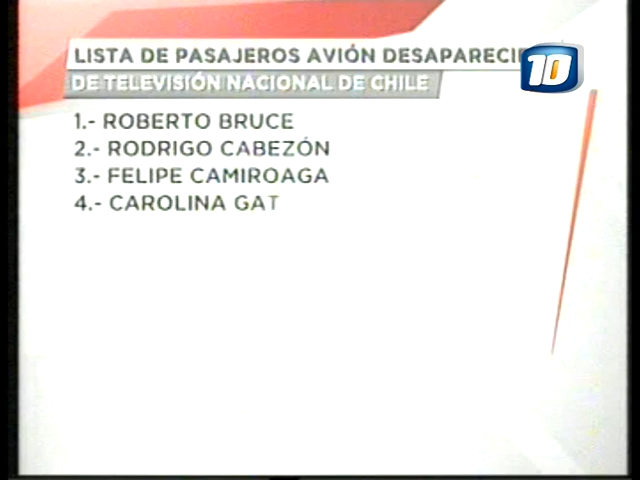 LISTA DE PASAJEROS AVIÓN
10
DE TELEVISIÓN NACIONAL DE CHILE
1.- ROBERTO BRUCE
2.- RODRIGO CABEZÓN
3.- FELIPE CAMIROAGA
4.- CAROLINA GAT